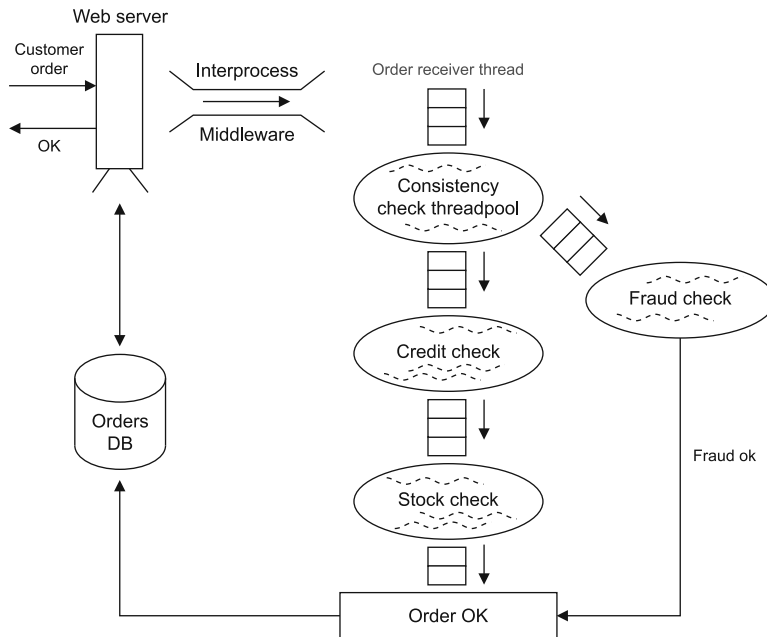 Web server
Customer
order
OK
Interprocess
Middleware
Order receiver thread
Consistency
check threadpool
Fraud check
Credit check
Orders
DB
Fraud ok
Stock check
Order OK